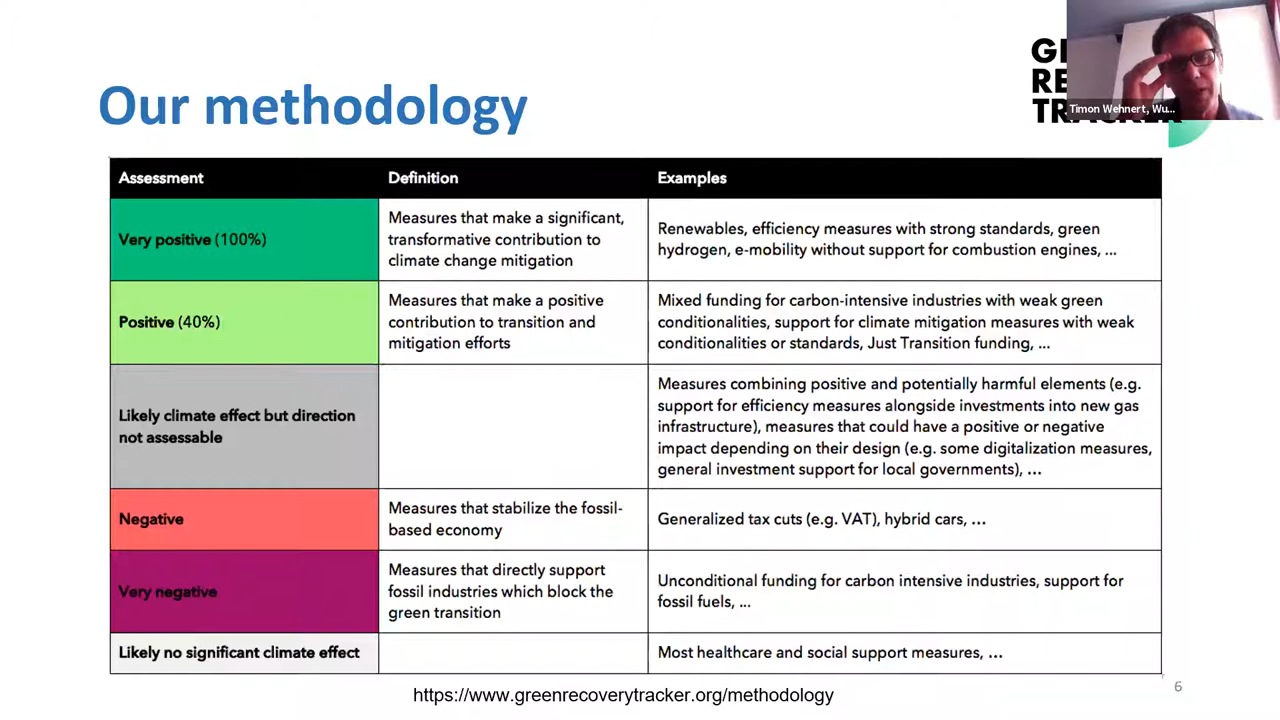 Our methodology
GR
RE
TRACKER
Timon Wehnert, Wu...
Assessment Definition Examples
Very positive (100%)
Measures that make a significant,
transformative contribution to
climate change mitigation
Renewables, efficiency measures with strong standards, green
hydrogen, e-mobility without support for combustion engines, ...
Positive (40%)
Measures that make a positive
contribution to transition and
mitigation efforts
Mixed funding for carbon-intensive industries with weak green
conditionalities, support for climate mitigation measures with weak
conditionalities or standards, Just Transition funding, ...
Likely climate effect but direction
not assessable
Measures combining positive and potentially harmful elements (e.g.
support for efficiency measures alongside investments into new gas
infrastructure), measures that could have a positive or negative
impact depending on their design (e.g. some digitalization measures,
general investment support for local governments), ...
Negative
Measures that stabilize the fossil-
based economy
Generalized tax cuts (e.g. VAT), hybrid cars, ...
Very negative
Measures that directly support
fossil industries which block the
green transition
Unconditional funding for carbon intensive industries, support for
fossil fuels, ...
Likely no significant climate effect
Most healthcare and social support measures, ...
https://www.greenrecoverytracker.org/methodology
6